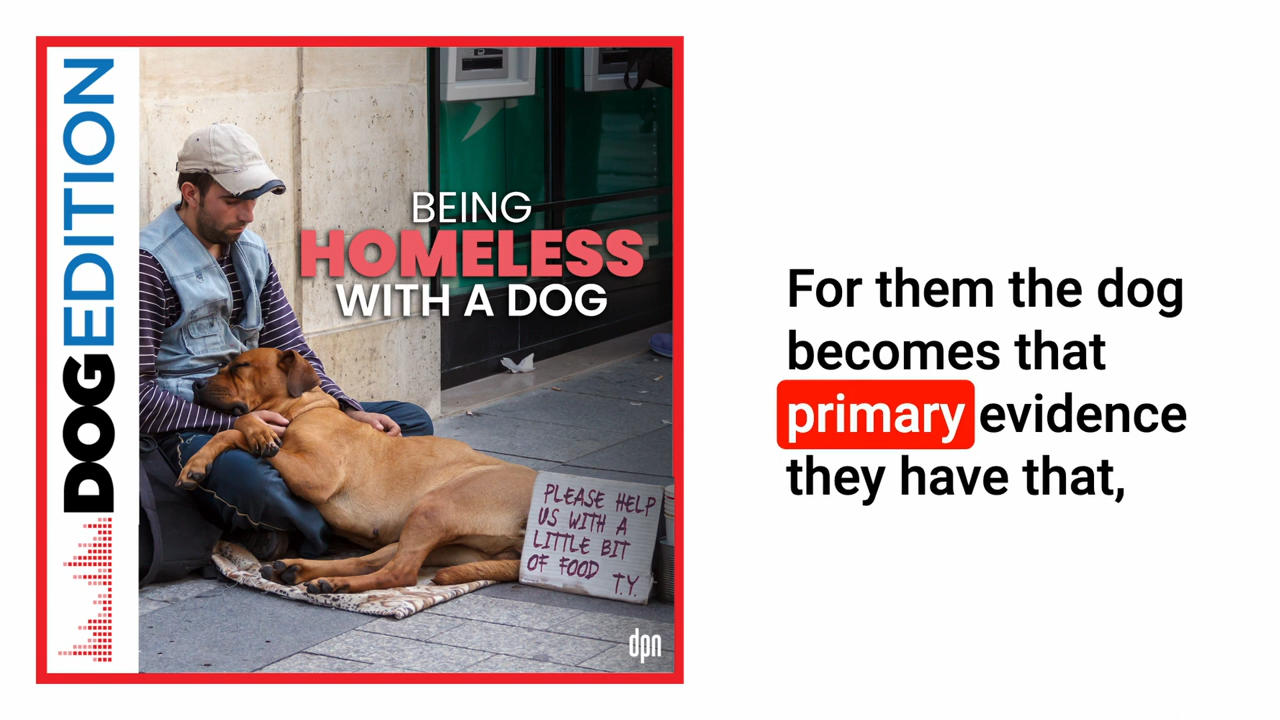 DOGEDITION
BEING
HOMELESS
WITH A DOG
PLEASE HELP
US WITH A
LITTLE BIT
OF FOOD
T.Y.
dpn
For them the dog
becomes that
primary evidence
they have that,